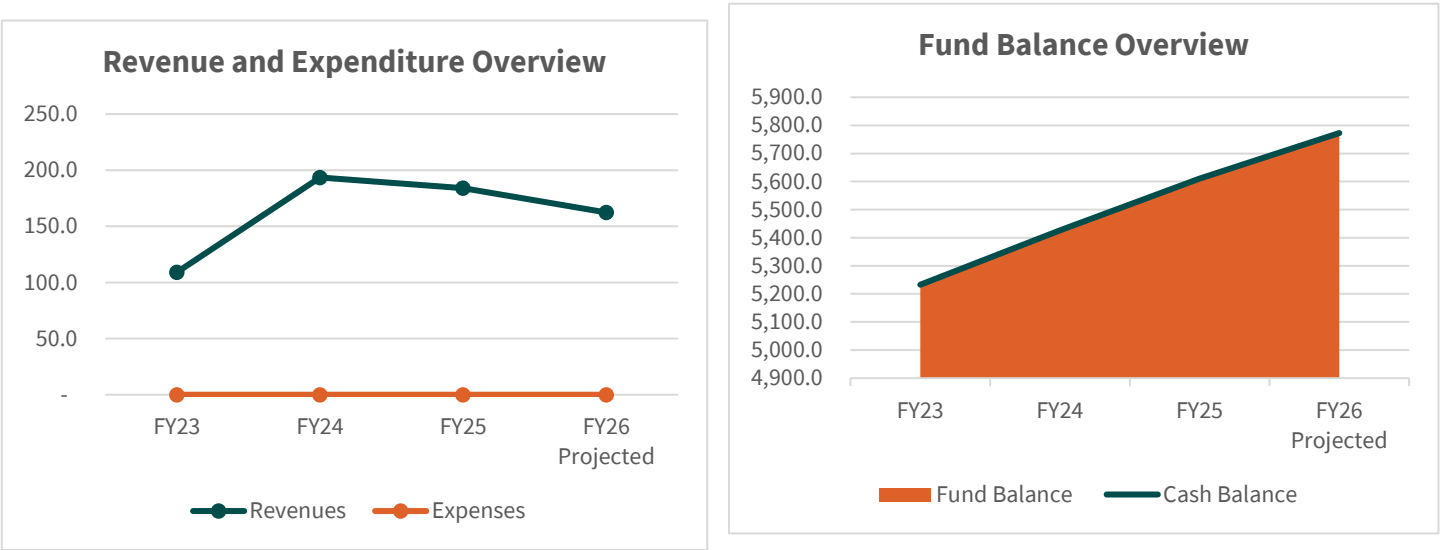 Revenue and Expenditure Overview
250.0
200.0
150.0
100.0
50.0
-
FY23 FY24 FY25 FY26
Projected
Revenues Expenses
Fund Balance Overview
5,900.0
5,800.0
5,700.0
5,600.0
5,500.0
5,400.0
5,300.0
5,200.0
5,100.0
5,000.0
4,900.0
FY23 FY24 FY25 FY26
Projected
Fund Balance Cash Balance